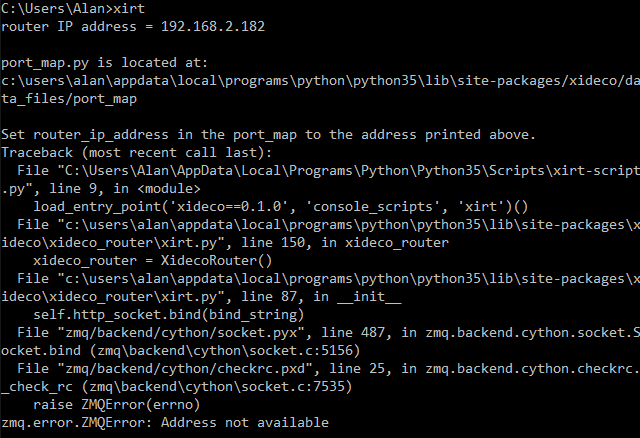 C:\Users\Alan>xirt
router IP address = 192.168.2.182
port_map.py is located at:
c:\users\alan\appdata\local\programs\python\python35\lib\site-packages/xideco/da
ta_files/port_map
Set router_ip_address in the port_map to the address printed above.
Traceback (most recent call last):
  File "C:\Users\Alan\AppData\Local\Programs\Python\Python35\Scripts\xirt-script
.py", line 9, in <module>
    load_entry_point('xideco==0.1.0', 'console_scripts', 'xirt')()
  File "c:\users\alan\appdata\local\programs\python\python35\lib\site-packages\x
ideco\xideco_router\xirt.py", line 150, in xideco_router
    xideco_router = XidecoRouter()
  File "c:\users\alan\appdata\local\programs\python\python35\lib\site-packages\x
ideco\xideco_router\xirt.py", line 87, in __init__
    self.http_socket.bind(bind_string)
  File "zmq/backend/cython/socket.pyx", line 487, in zmq.backend.cython.socket.S
ocket.bind (zmq\backend\cython\socket.c:5156)
  File "zmq/backend/cython/checkrc.pxd", line 25, in zmq.backend.cython.checkrc.
_check_rc (zmq\backend\cython\socket.c:7535)
    raise ZMQError(errno)
zmq.error.ZMQError: Address not available